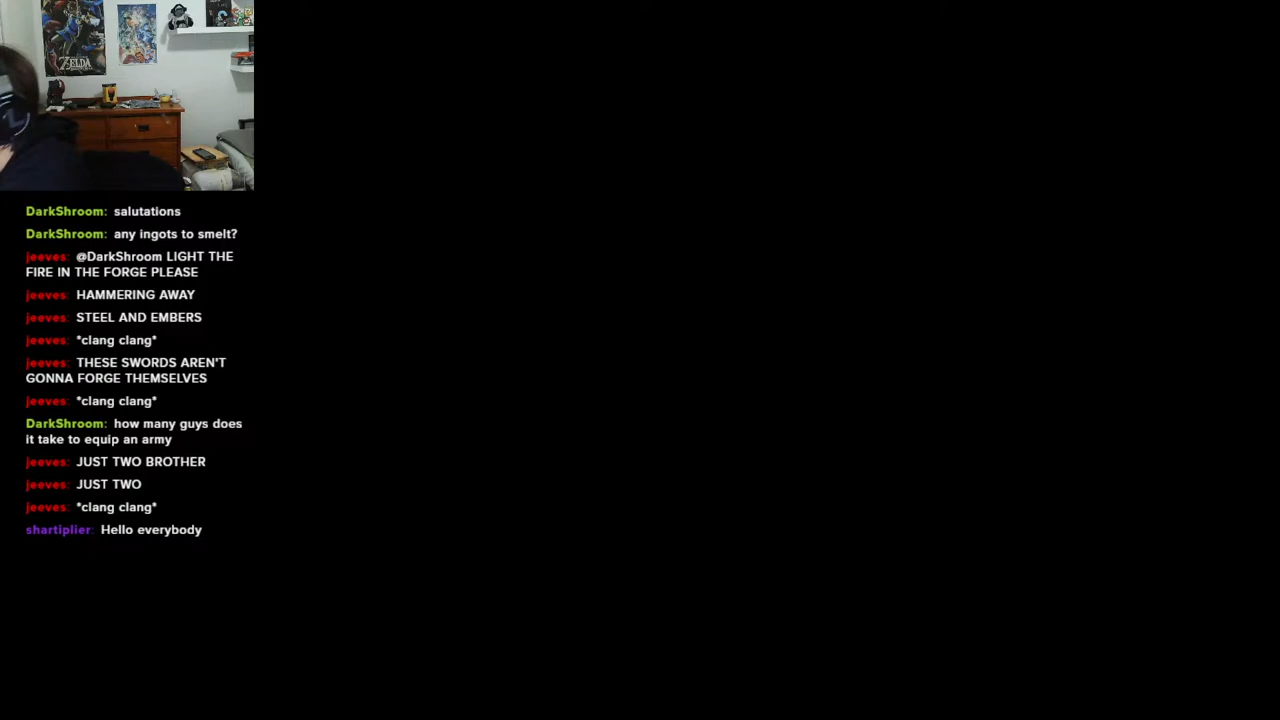 ZELDA
DarkShroom: salutations
DarkShroom: any ingots to smelt?
jeeves: @DarkShroom LIGHT THE
FIRE IN THE FORGE PLEASE
jeeves: HAMMERING AWAY
jeeves: STEEL AND EMBERS
jeeves: *clang clang*
jeeves: THESE SWORDS AREN'T
GONNA FORGE THEMSELVES
jeeves: *clang clang*
DarkShroom: how many guys does
it take to equip an army
jeeves: JUST TWO BROTHER
jeeves: JUST TWO
jeeves: *clang clang*
shartiplier: Hello everybody